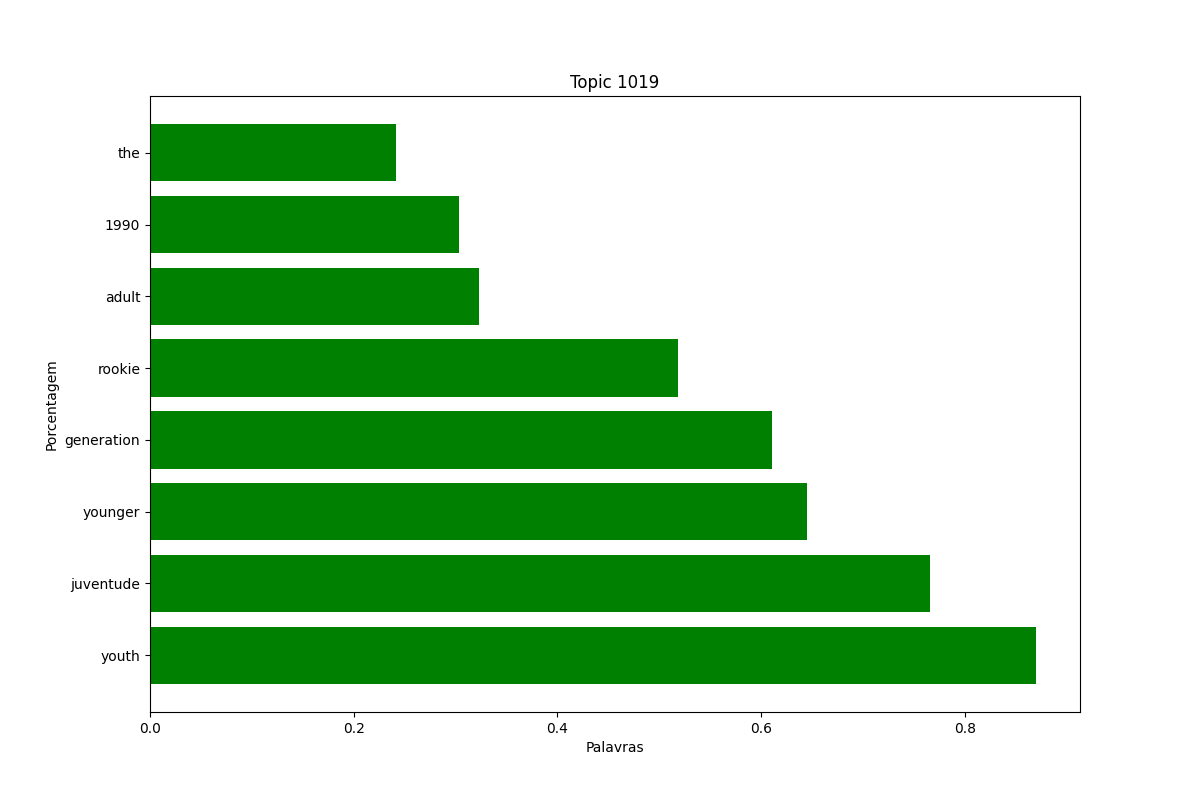 Topic 1019
the
1990
adult
rookie
generation
younger
juventude
youth
Porcentagem
0.0 0.2 0.4 0.6 0.8
Palavras